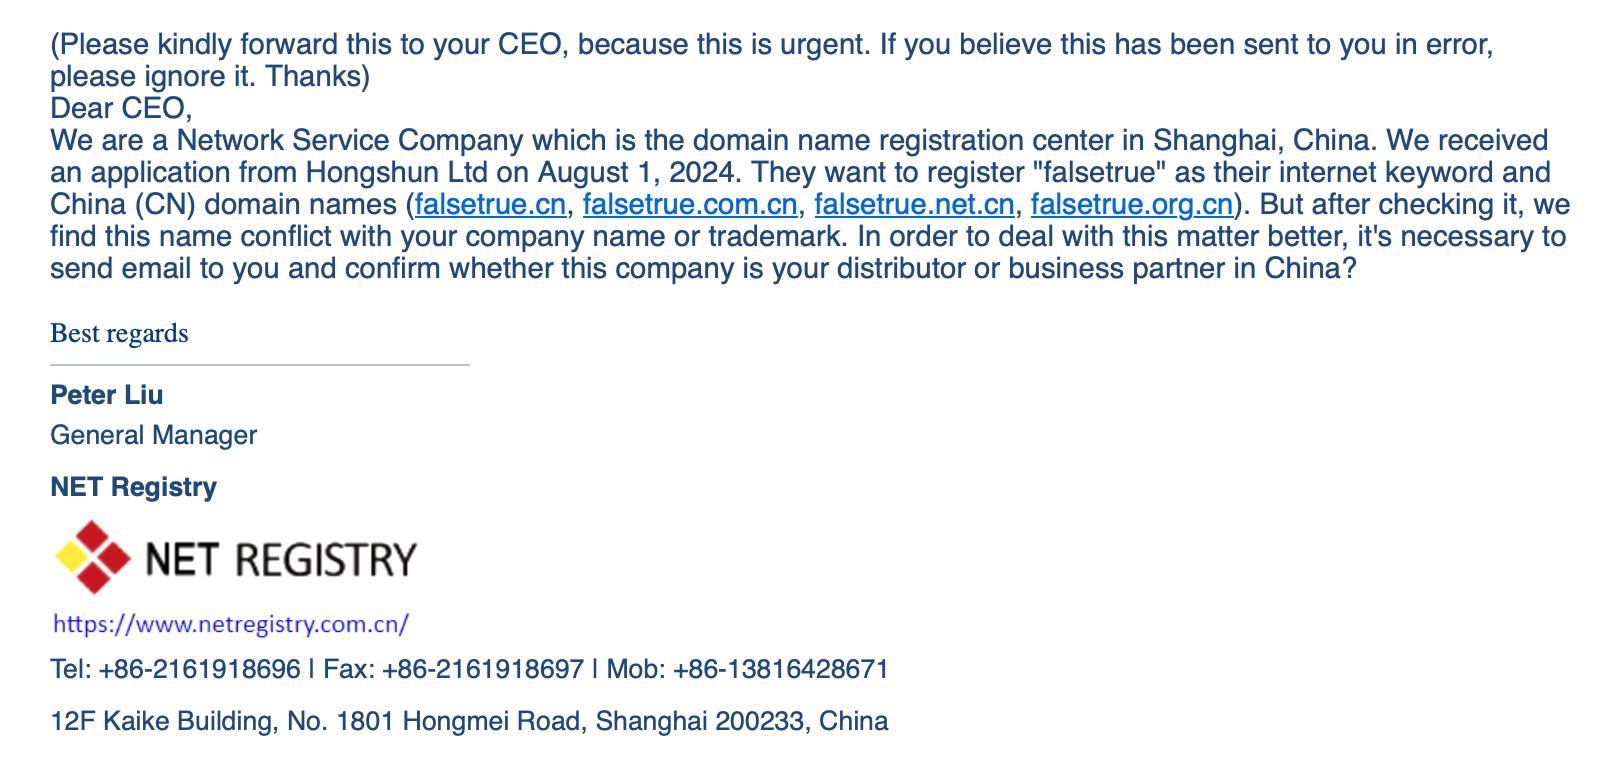 (Please kindly forward this to your CEO, because this is urgent. If you believe this has been sent to you in error,
please ignore it. Thanks)
Dear CEO,
We are a Network Service Company which is the domain name registration center in Shanghai, China. We received
an application from Hongshun Ltd on August 1, 2024. They want to register "falsetrue" as their internet keyword and
China (CN) domain names (falsetrue.cn, falsetrue.com.cn, falsetrue.net.cn, falsetrue.org.cn). But after checking it, we
find this name conflict with your company name or trademark. In order to deal with this matter better, it's necessary to
send email to you and confirm whether this company is your distributor or business partner in China?
Best regards
Peter Liu
General Manager
NET Registry
NET REGISTRY
https://www.netregistry.com.cn/
Tel: +86-2161918696 | Fax: +86-2161918697 | Mob: +86-13816428671
12F Kaike Building, No. 1801 Hongmei Road, Shanghai 200233, China